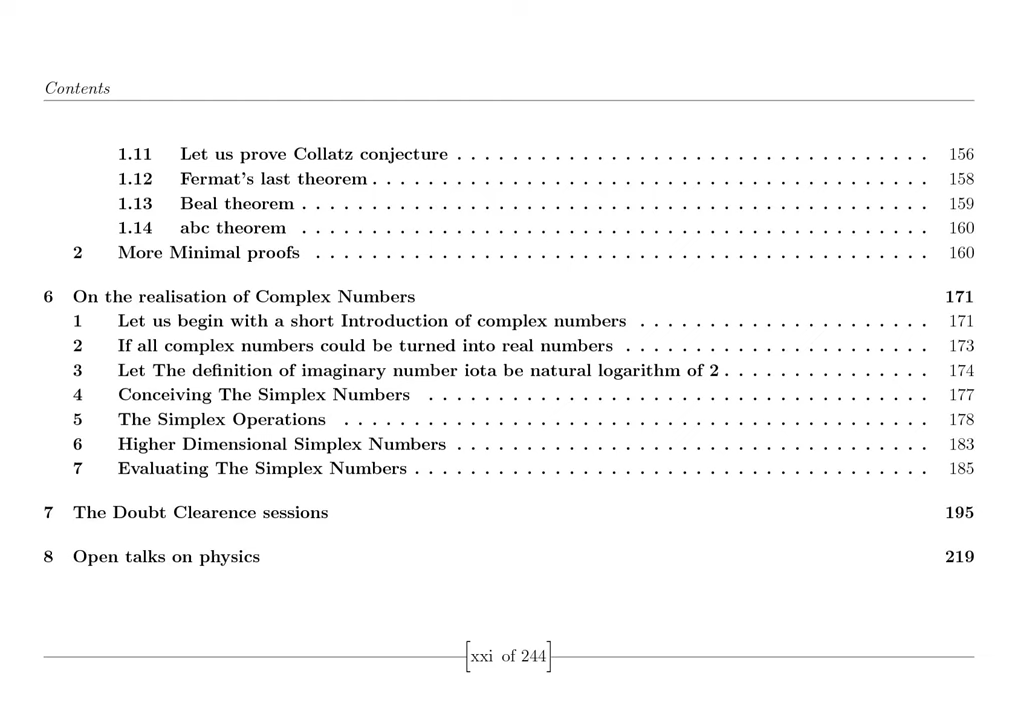 Contents
1.11 Let us prove Collatz conjecture . . . . . . . . . . . . . . . . . . . . . . . . . . . . . . . . . . 156
1.12 Fermat's last theorem . . . . . . . . . . . . . . . . . . . . . . . . . . . . . . . . . . . . . . . . 158
1.13 Beal theorem . . . . . . . . . . . . . . . . . . . . . . . . . . . . . . . . . . . . . . . . . . . . . 159
1.14 abc theorem . . . . . . . . . . . . . . . . . . . . . . . . . . . . . . . . . . . . . . . . . . . . . 160
2 More Minimal proofs . . . . . . . . . . . . . . . . . . . . . . . . . . . . . . . . . . . . . . . . . . . . 160
6 On the realisation of Complex Numbers 171
1 Let us begin with a short Introduction of complex numbers . . . . . . . . . . . . . . . . . . . . . 171
2 If all complex numbers could be turned into real numbers . . . . . . . . . . . . . . . . . . . . . . 173
3 Let The definition of imaginary number iota be natural logarithm of 2 . . . . . . . . . . . . . . . 174
4 Conceiving The Simplex Numbers . . . . . . . . . . . . . . . . . . . . . . . . . . . . . . . . . . . . 177
5 The Simplex Operations . . . . . . . . . . . . . . . . . . . . . . . . . . . . . . . . . . . . . . . . . . 178
6 Higher Dimensional Simplex Numbers . . . . . . . . . . . . . . . . . . . . . . . . . . . . . . . . . . 183
7 Evaluating The Simplex Numbers . . . . . . . . . . . . . . . . . . . . . . . . . . . . . . . . . . . . . 185
7 The Doubt Clearence sessions 195
8 Open talks on physics 219
[xxi of 244]